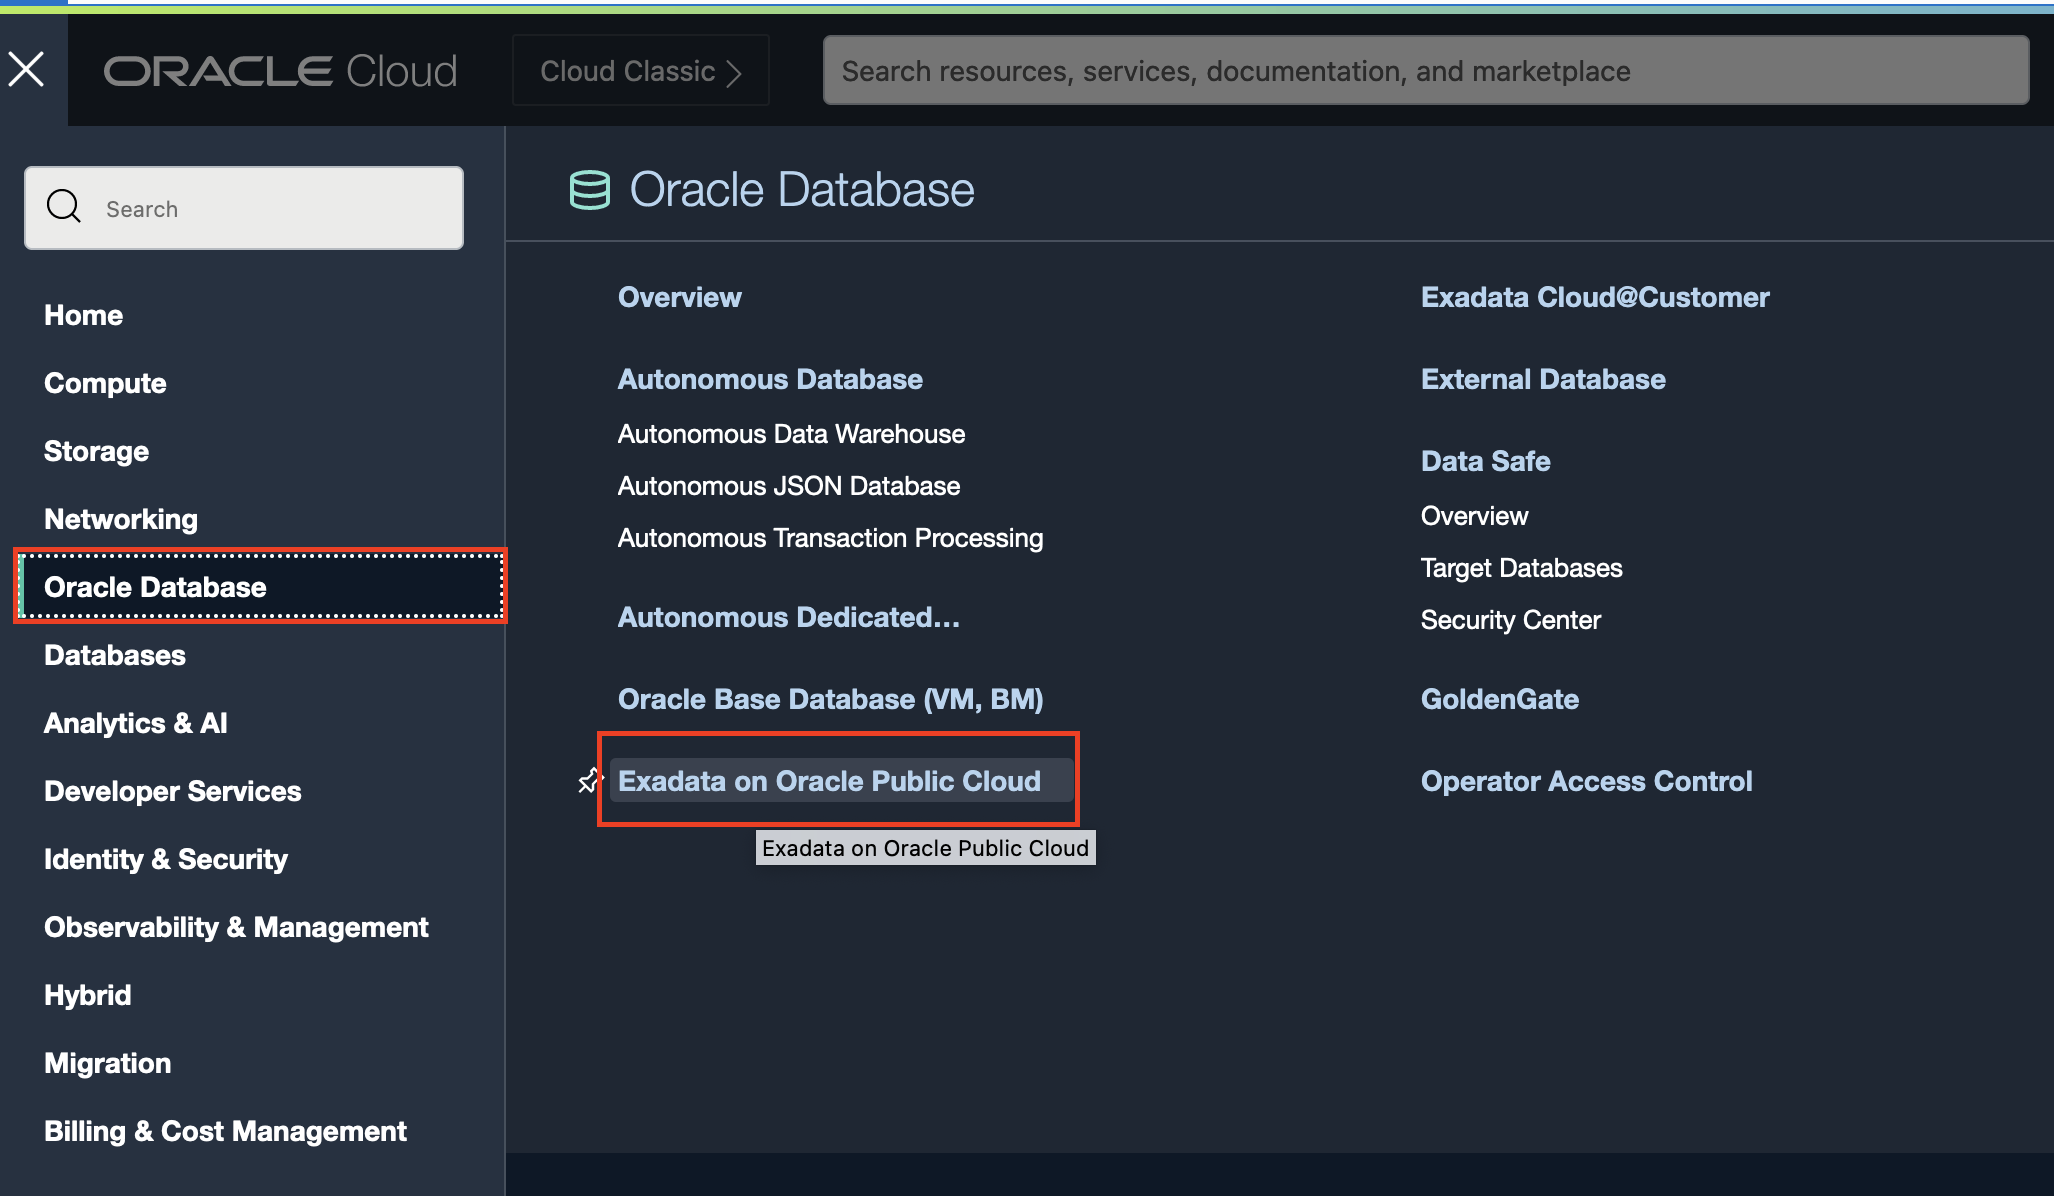 ORACLE Cloud
Cloud Classic
Search resources, services, documentation, and marketplace
Search
Home
Compute
Storage
Networking
Oracle Database
Databases
Analytics & AI
Developer Services
Identity & Security
Observability & Management
Hybrid
Migration
Billing & Cost Management
Oracle Database
Overview
Autonomous Database
Autonomous Data Warehouse
Autonomous JSON Database
Autonomous Transaction Processing
Autonomous Dedicated...
Oracle Base Database (VM, BM)
Exadata on Oracle Public Cloud
Exadata on Oracle Public Cloud
Exadata Cloud@Customer
External Database
Data Safe
Overview
Target Databases
Security Center
GoldenGate
Operator Access Control